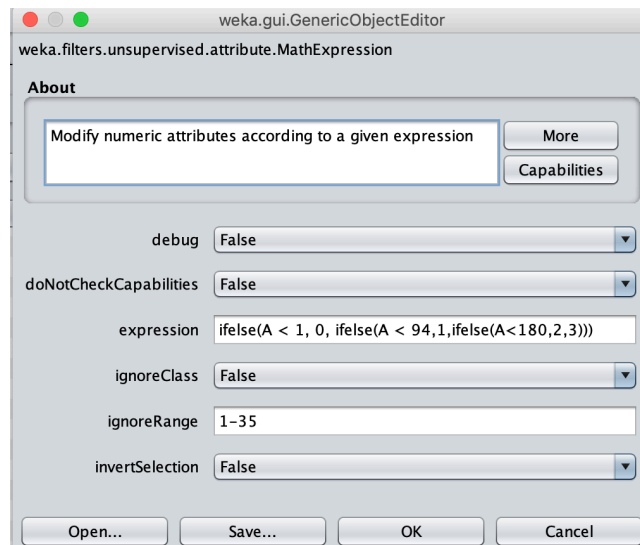 weka.gui.GenericObjectEditor
weka.filters.unsupervised.attribute.MathExpression
About
Modify numeric attributes according to a given expression
More
Capabilities
debug False
doNotCheckCapabilities False
expression ifelse(A < 1, 0, ifelse(A < 94,1,ifelse(A<180,2,3)))
ignoreClass False
ignoreRange 1-35
invertSelection False
Open... Save... OK Cancel